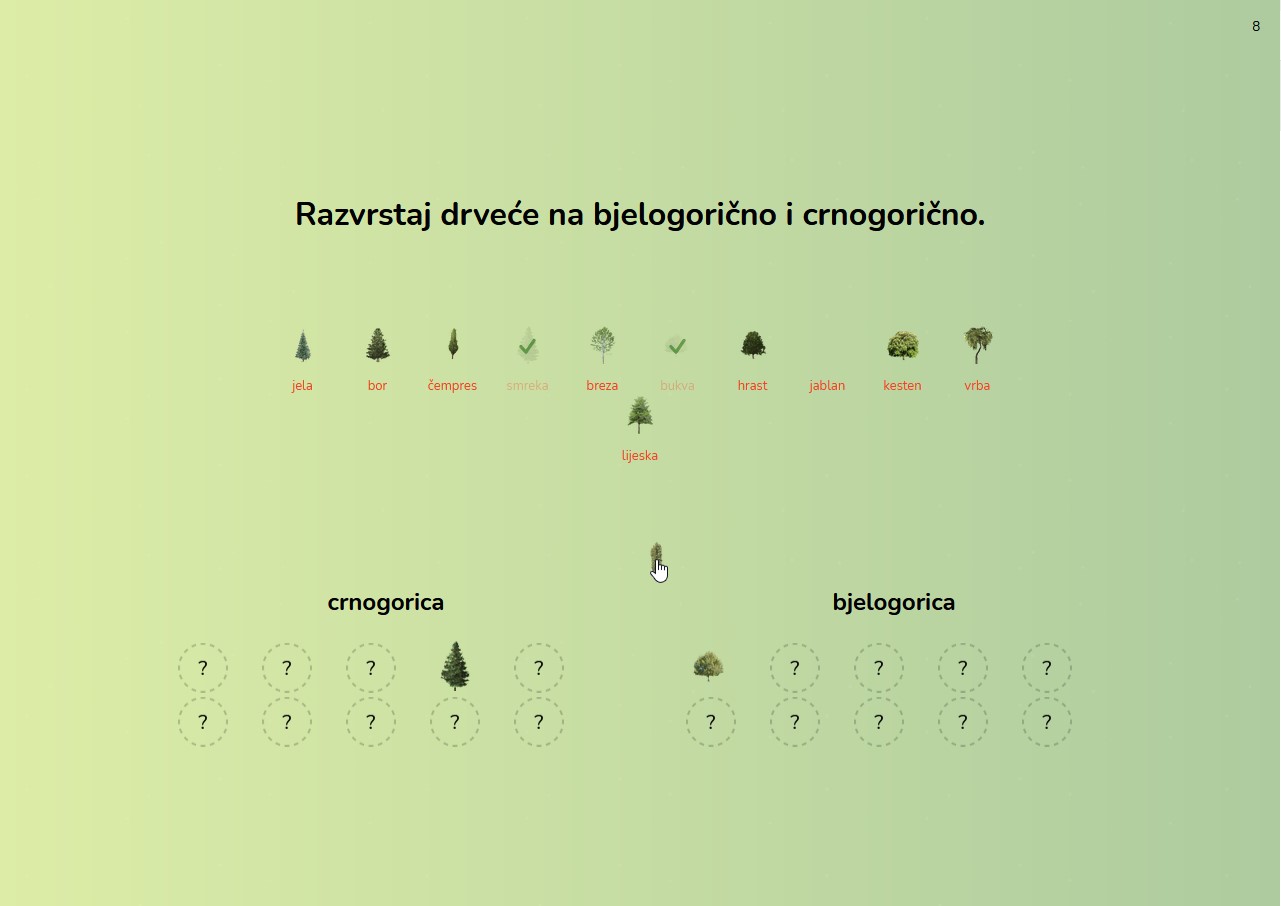 8
Razvrstaj drveće na bjelogorično i crnogorično.
jela bor čempres smreka breza bukva hrast jablan kesten vrba
lijeska
crnogorica bjelogorica
? ? ? ? ? ? ? ?
? ? ? ? ? ? ? ? ? ?